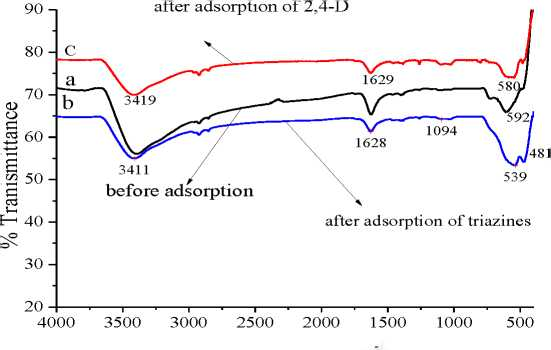 after adsorption of 2,4-D
90
c
80
3419
1629
580
a
70
b
592
60
3411
1628
1094
481
before adsorption
539
50
after adsorption of triazines
40
30
20
% Tranismittance
4000 3500 3000 2500 2000 1500 1000 500